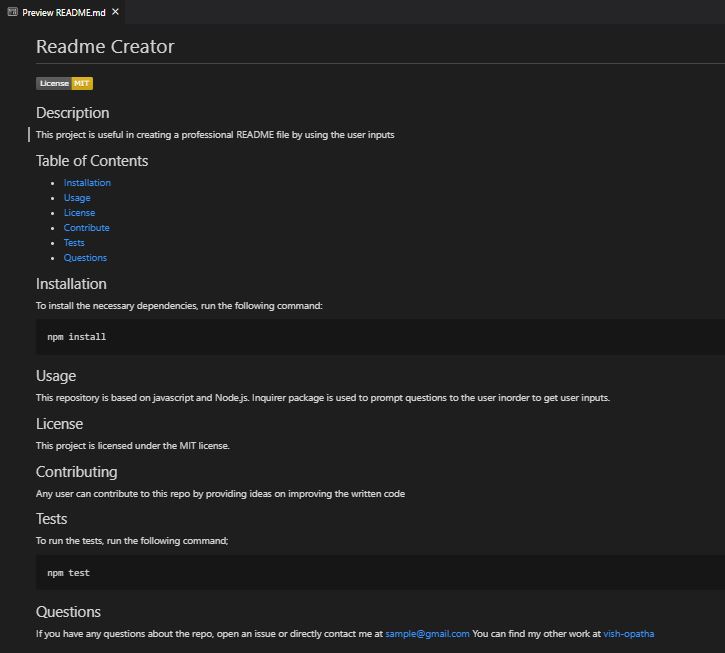 Preview README.md
Readme Creator
License MIT
Description
This project is useful in creating a professional README file by using the user inputs
Table of Contents
Installation
Usage
License
Contribute
Tests
Questions
Installation
To install the necessary dependencies, run the following command:
npm install
Usage
This repository is based on javascript and Node.js. Inquirer package is used to prompt questions to the user inorder to get user inputs.
License
This project is licensed under the MIT license.
Contributing
Any user can contribute to this repo by providing ideas on improving the written code
Tests
To run the tests, run the following command;
npm test
Questions
If you have any questions about the repo, open an issue or directly contact me at sample@gmail.com You can find my other work at vish-opatha